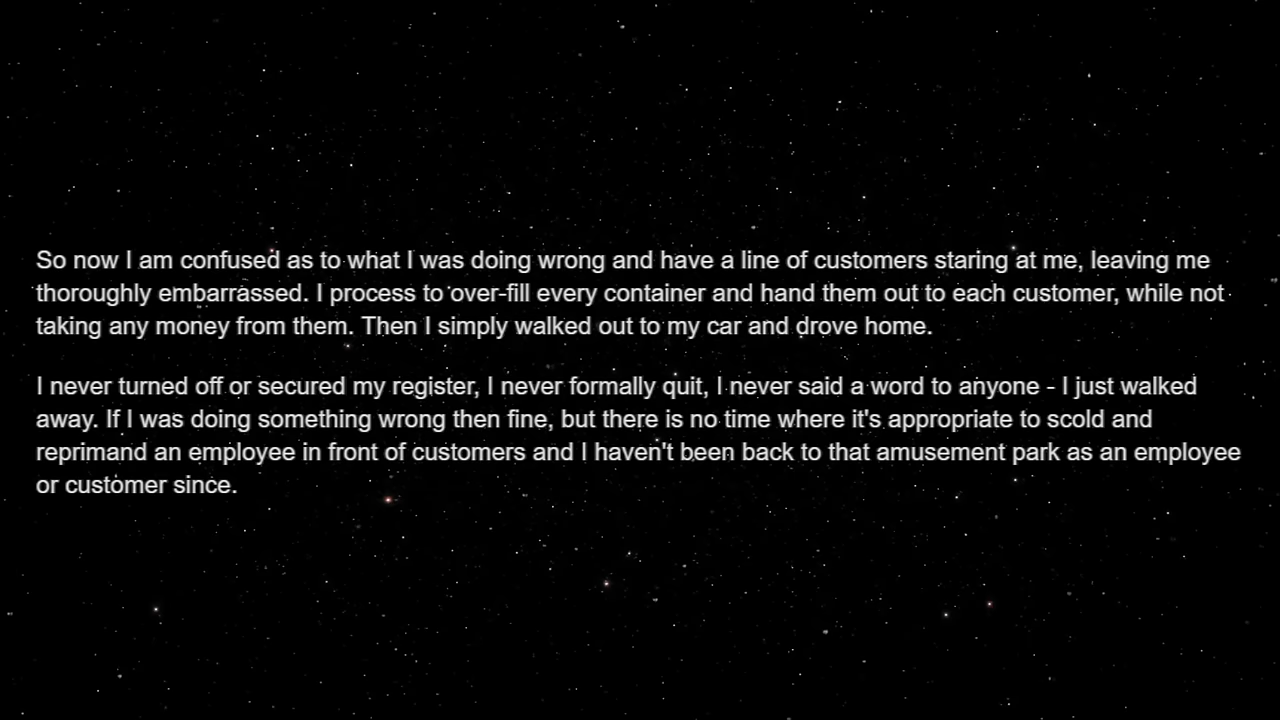 So now I am confused as to what I was doing wrong and have a line of customers staring at me, leaving me
thoroughly embarrassed. I process to over-fill every container and hand them out to each customer, while not
taking any money from them. Then I simply walked out to my car and drove home.
I never turned off or secured my register, I never formally quit, I never said a word to anyone - I just walked
away. If I was doing something wrong then fine, but there is no time where it's appropriate to scold and
reprimand an employee in front of customers and I haven't been back to that amusement park as an employee
or customer since.